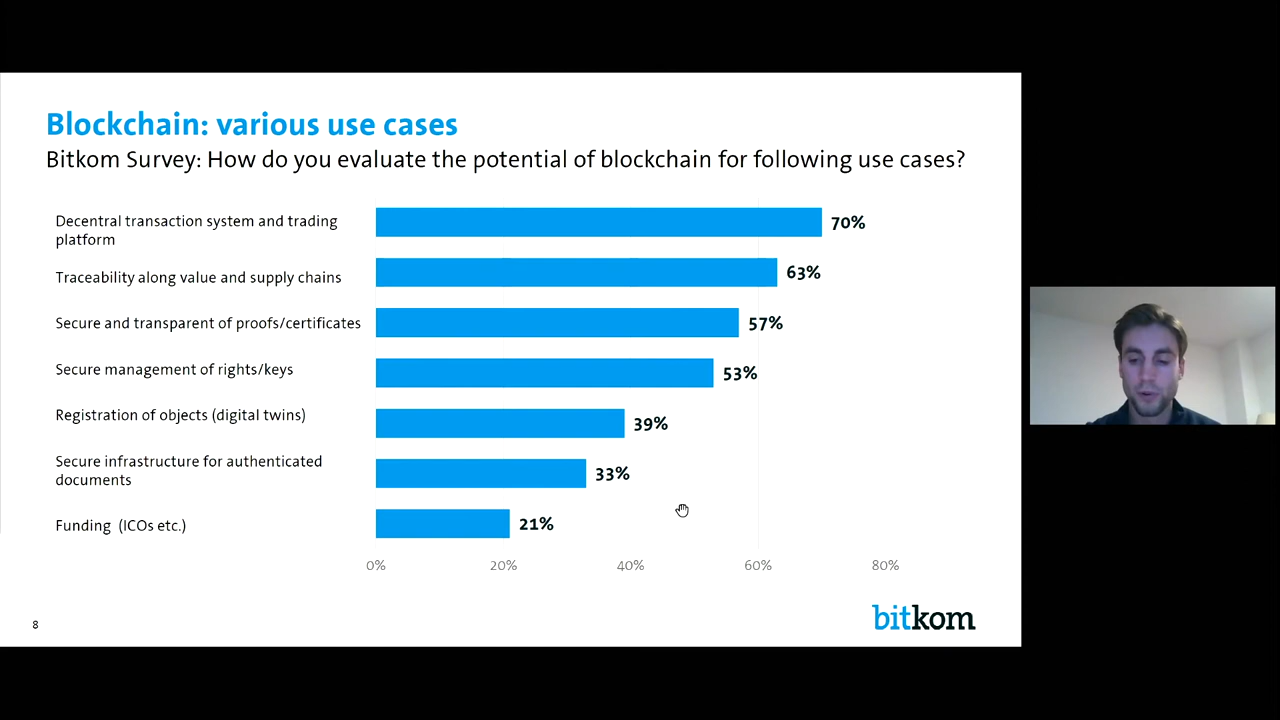 Blockchain: various use cases
Bitkom Survey: How do you evaluate the potential of blockchain for following use cases?
Decentral transaction system and trading
platform
70%
Traceability along value and supply chains
63%
Secure and transparent of proofs/certificates
57%
Secure management of rights/keys
53%
Registration of objects (digital twins)
39%
Secure infrastructure for authenticated
documents
33%
Funding (ICOs etc.)
21%
0% 20% 40% 60% 80%
8
bitkom